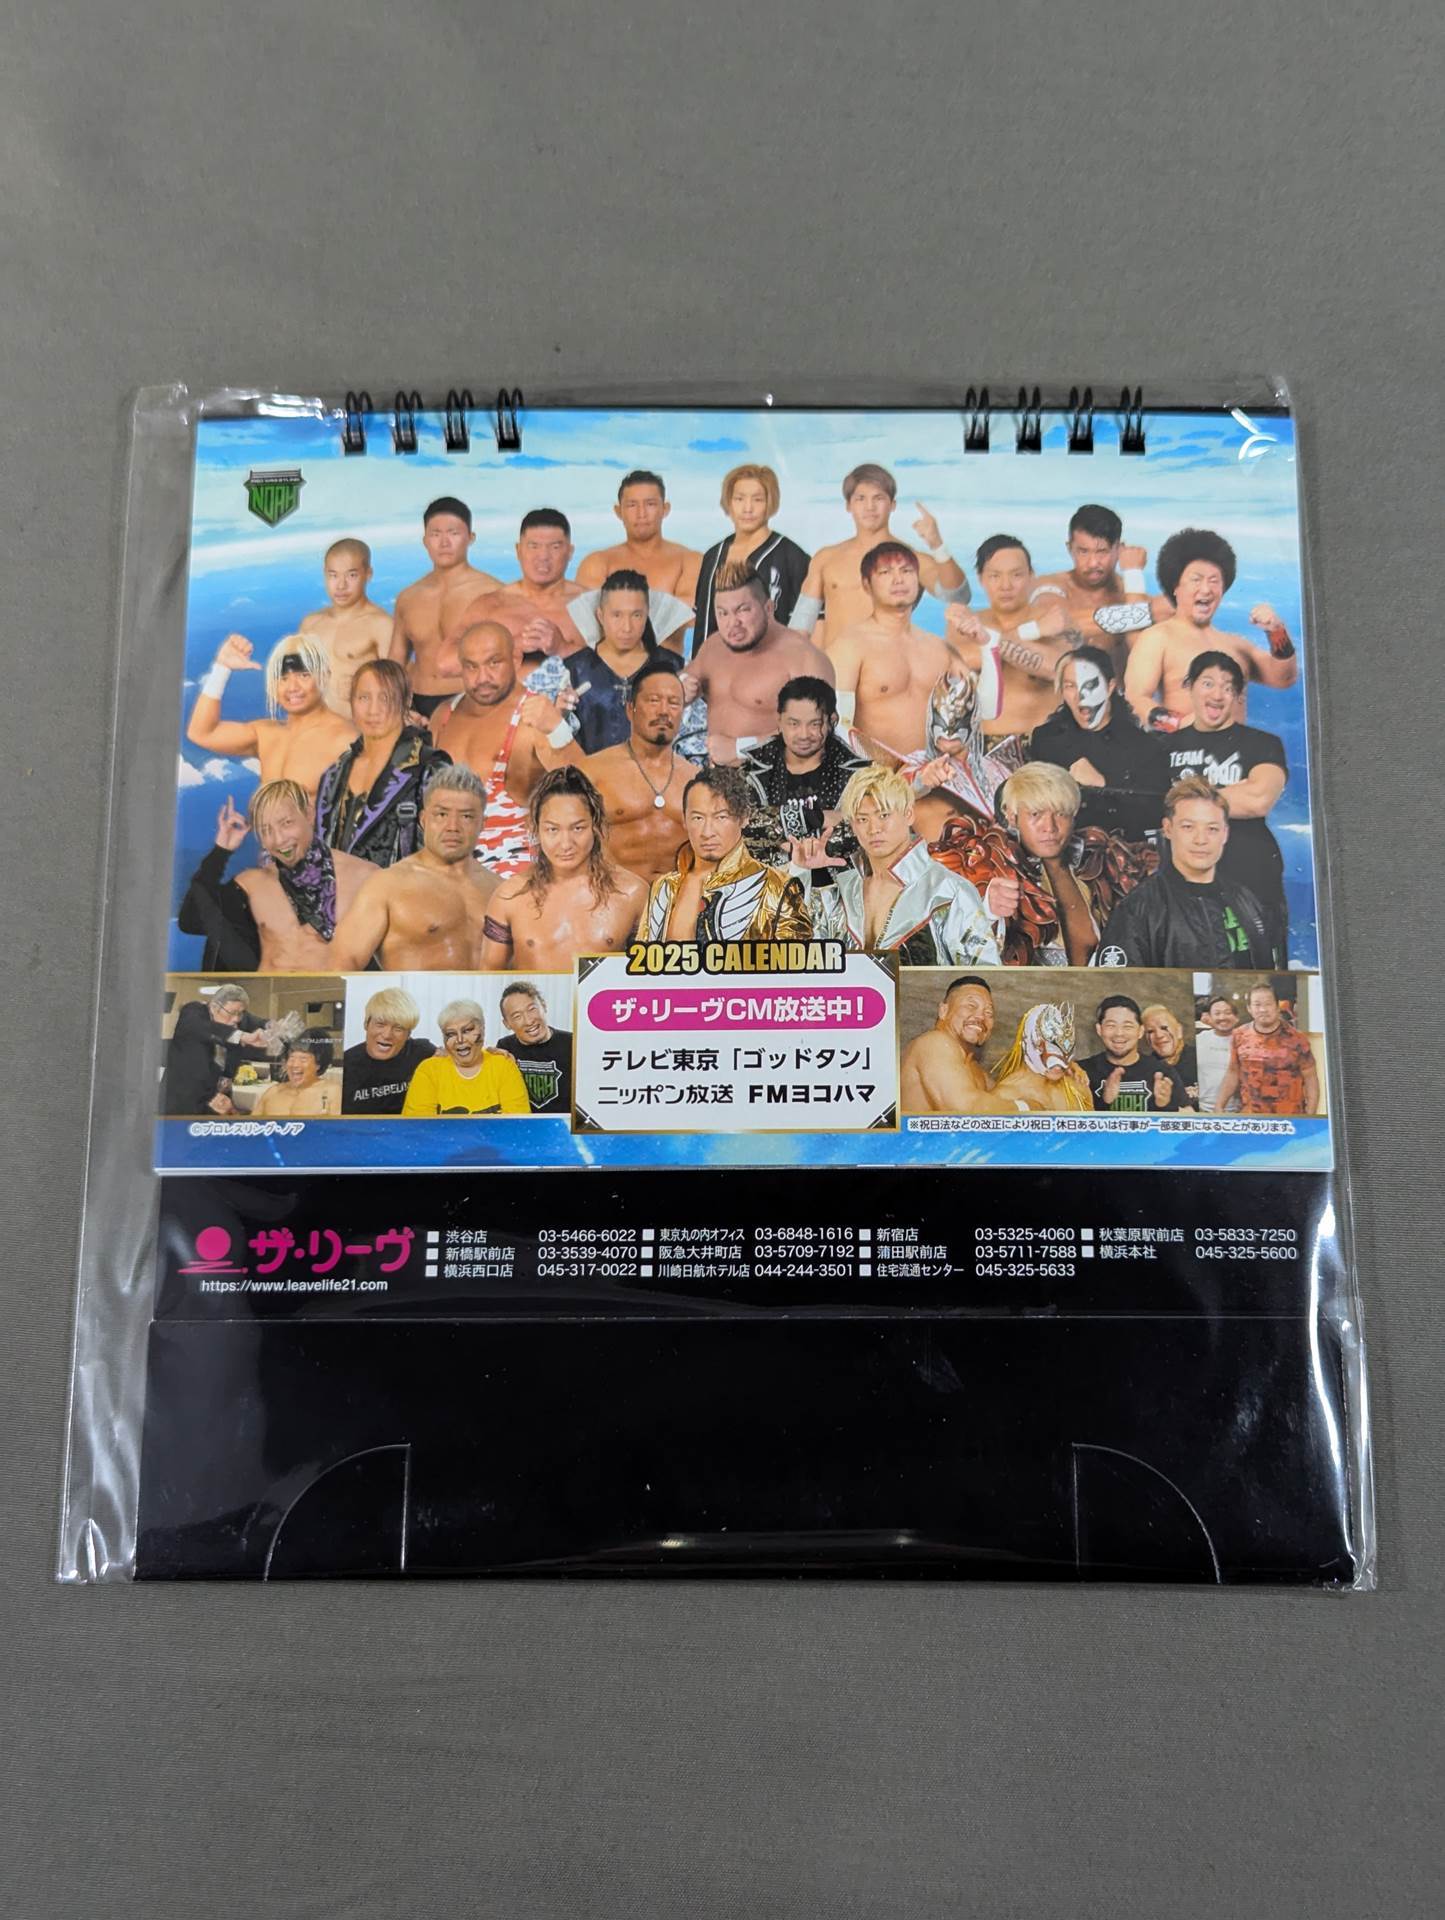 PRO WRESTLING
NOAH
TEAM
2025 CALENDAR
ザ・リーヴCM放送中!
テレビ東京「ゴッドタン」
ニッポン放送 FMヨコハマ
ALL REBELLION
NOAH
NOAH
©プロレスリング・ノア
※祝日法などの改正により祝日・休日あるいは行事が一部変更になることがあります。
ザ・リーヴ
https://www.leavelife21.com
■ 渋谷店 03-5466-6022 ■ 東京丸の内オフィス 03-6848-1616 ■ 新宿店 03-5325-4060 ■ 秋葉原駅前店 03-5833-7250
■ 新橋駅前店 03-3539-4070 ■ 阪急大井町店 03-5709-7192 ■ 蒲田駅前店 03-5711-7588 ■ 横浜本社 045-325-5600
■ 横浜西口店 045-317-0022 ■ 川崎日航ホテル店 044-244-3501 ■ 住宅流通センター 045-325-5633